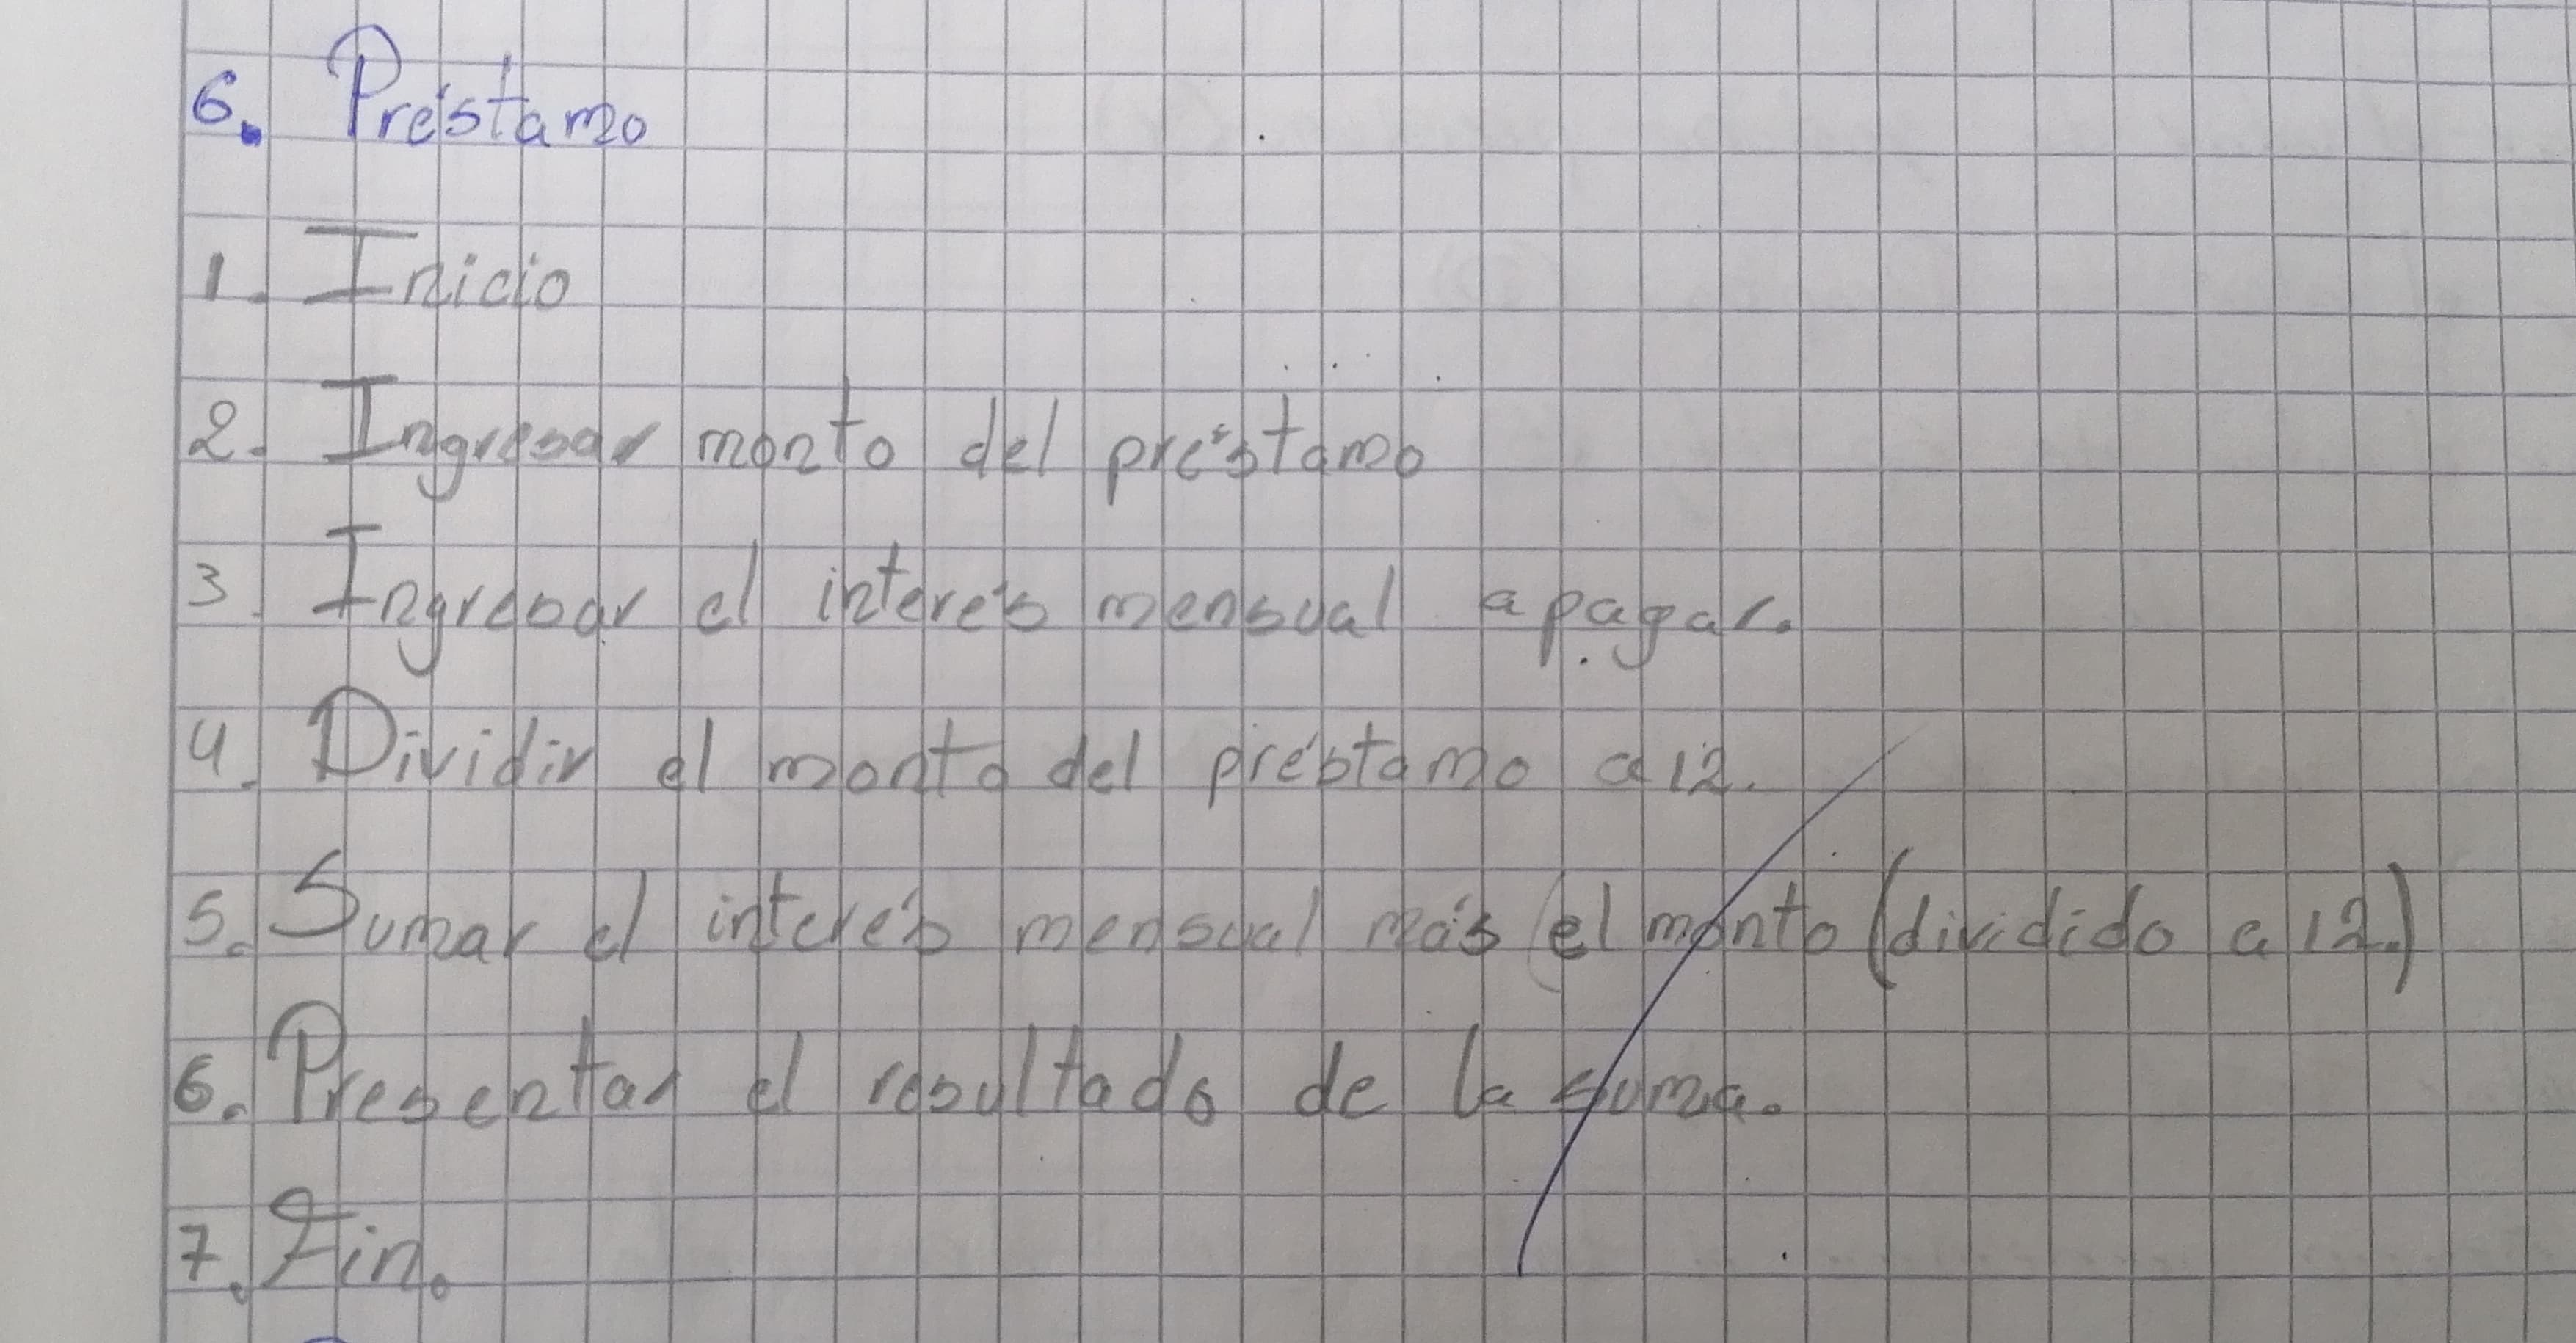 6. Préstamo
1. Inicio
2. Ingresar monto del préstamo
3. Ingresar el interés mensual a pagar.
4. Dividir el monto del préstamo a 12.
5. Sumar el interés mensual más el monto (dividido a 12.)
6. Presentar el resultado de la suma.
7. Fin.